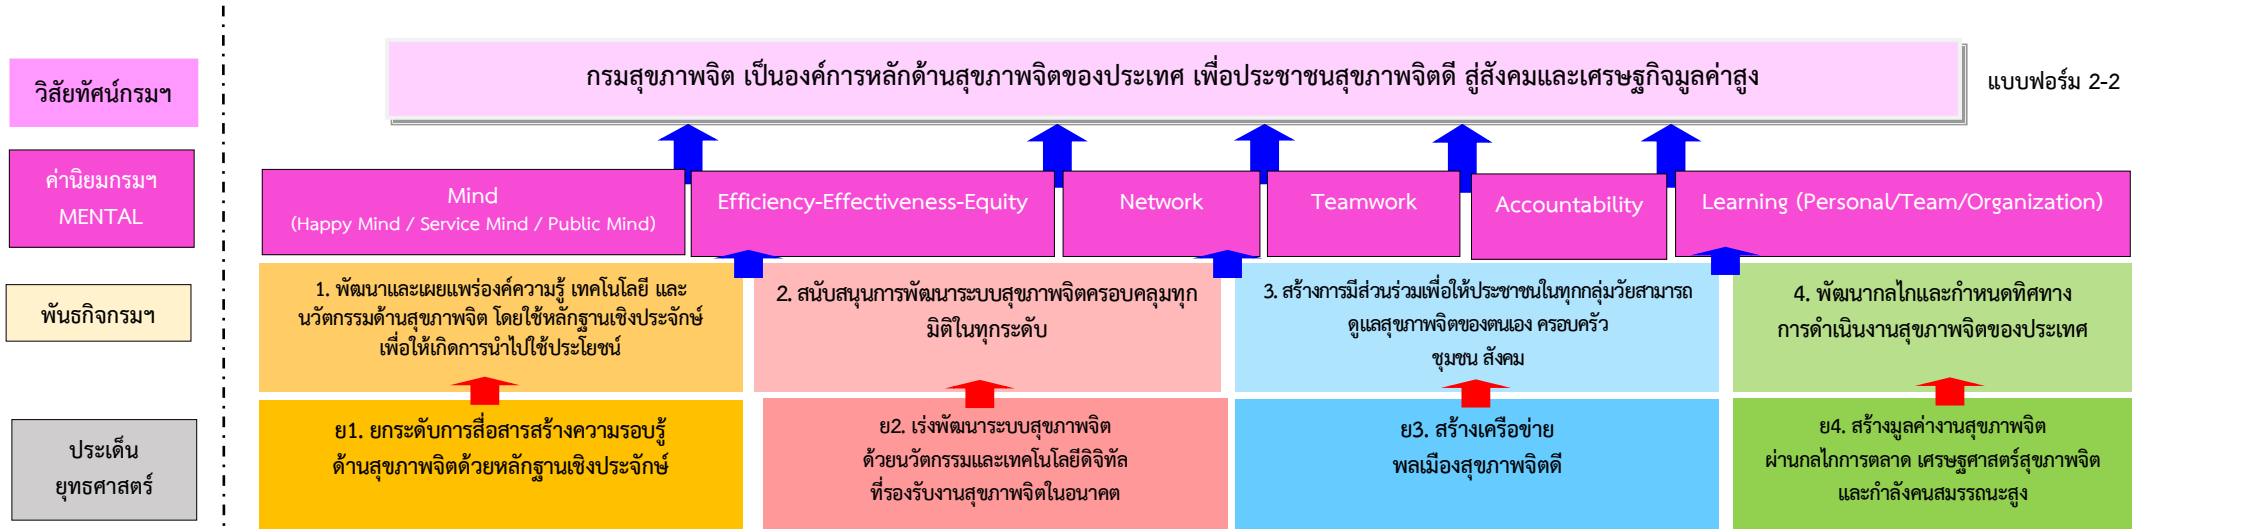 วิสัยทัศน์กรมฯ
กรมสุขภาพจิต เป็นองค์การหลักด้านสุขภาพจิตของประเทศ เพื่อประชาชนสุขภาพจิตดี สู่สังคมและเศรษฐกิจมูลค่าสูง
แบบฟอร์ม 2-2
ค่านิยมกรมฯ
MENTAL
Mind
(Happy Mind / Service Mind / Public Mind)
Efficiency-Effectiveness-Equity
Network
Teamwork
Accountability
Learning (Personal/Team/Organization)
พันธกิจกรมฯ
1. พัฒนาและเผยแพร่องค์ความรู้ เทคโนโลยี และ
นวัตกรรมด้านสุขภาพจิต โดยใช้หลักฐานเชิงประจักษ์
เพื่อให้เกิดการนำไปใช้ประโยชน์
2. สนับสนุนการพัฒนาระบบสุขภาพจิตครอบคลุมทุก
มิติในทุกระดับ
3. สร้างการมีส่วนร่วมเพื่อให้ประชาชนในทุกกลุ่มวัยสามารถ
ดูแลสุขภาพจิตของตนเอง ครอบครัว
ชุมชน สังคม
4. พัฒนากลไกและกำหนดทิศทาง
การดำเนินงานสุขภาพจิตของประเทศ
ประเด็น
ยุทธศาสตร์
ย1. ยกระดับการสื่อสารสร้างความรอบรู้
ด้านสุขภาพจิตด้วยหลักฐานเชิงประจักษ์
ย2. เร่งพัฒนาระบบสุขภาพจิต
ด้วยนวัตกรรมและเทคโนโลยีดิจิทัล
ที่รองรับงานสุขภาพจิตในอนาคต
ย3. สร้างเครือข่าย
พลเมืองสุขภาพจิตดี
ย4. สร้างมูลค่างานสุขภาพจิต
ผ่านกลไกการตลาด เศรษฐศาสตร์สุขภาพจิต
และกำลังคนสมรรถนะสูง